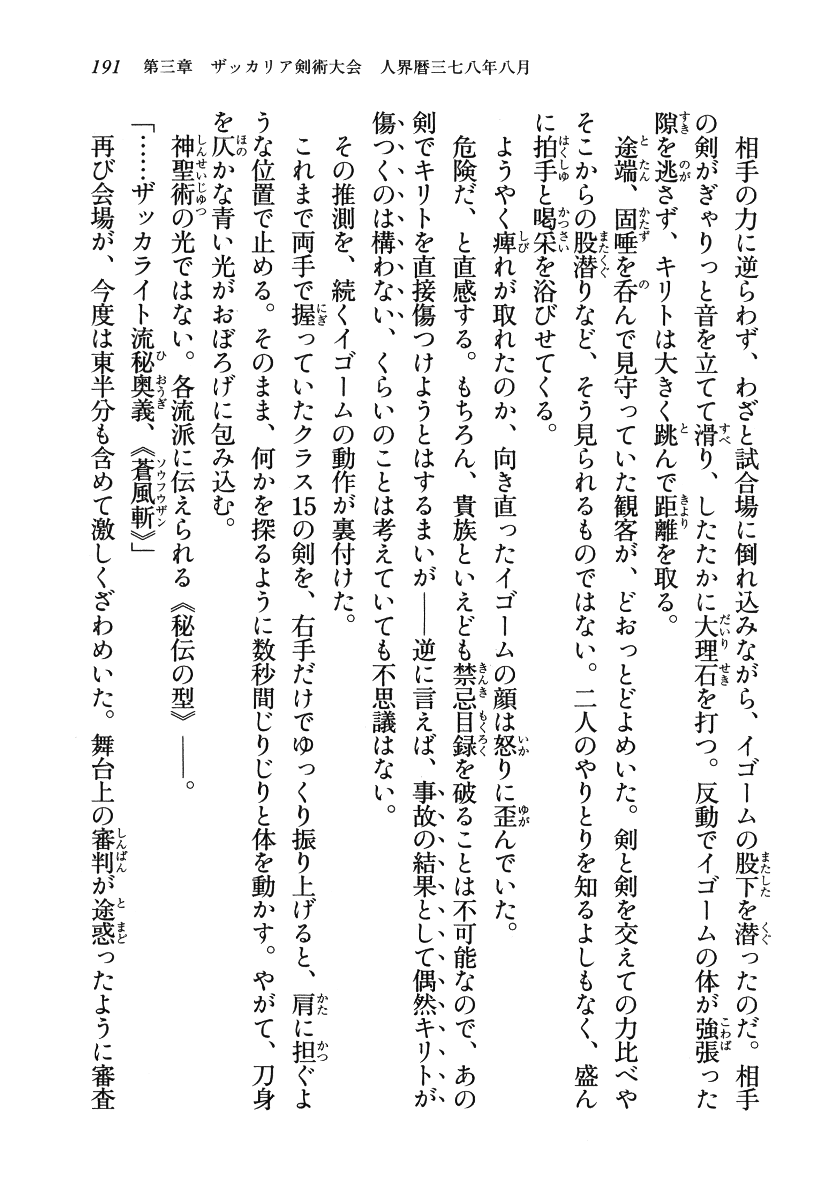 191 第三章 ザッカリア剣術大会 人界暦三七八年八月
相手の力に逆らわず、わざと試合場に倒れ込みながら、イゴームの股下を潜ったのだ。相手
の剣がぎゃりっと音を立てて滑り、したたかに大理石を打つ。反動でイゴームの体が強張った
隙を逃さず、キリトは大きく跳んで距離を取る。
途端、固唾を呑んで見守っていた観客が、どおっとどよめいた。剣と剣を交えての力比べや
そこからの股潜りなど、そう見られるものではない。二人のやりとりを知るよしもなく、盛ん
に拍手と喝采を浴びせてくる。
ようやく痺れが取れたのか、向き直ったイゴームの顔は怒りに歪んでいた。
危険だ、と直感する。もちろん、貴族といえども禁忌目録を破ることは不可能なので、あの
剣でキリトを直接傷つけようとはするまいが――逆に言えば、事故の結果として偶然キリトが
傷つくのは構わない、くらいのことは考えていても不思議はない。
その推測を、続くイゴームの動作が裏付けた。
これまで両手で握っていたクラス15の剣を、右手だけでゆっくり振り上げると、肩に担ぐよ
うな位置で止める。そのまま、何かを探るように数秒間じりじりと体を動かす。やがて、刀身
を仄かな青い光がおぼろげに包み込む。
神聖術の光ではない。各流派に伝えられる《秘伝の型》――。
「……ザッカライト流秘奥義、《蒼風斬》」
再び会場が、今度は東半分も含めて激しくざわめいた。舞台上の審判が途惑ったように審査